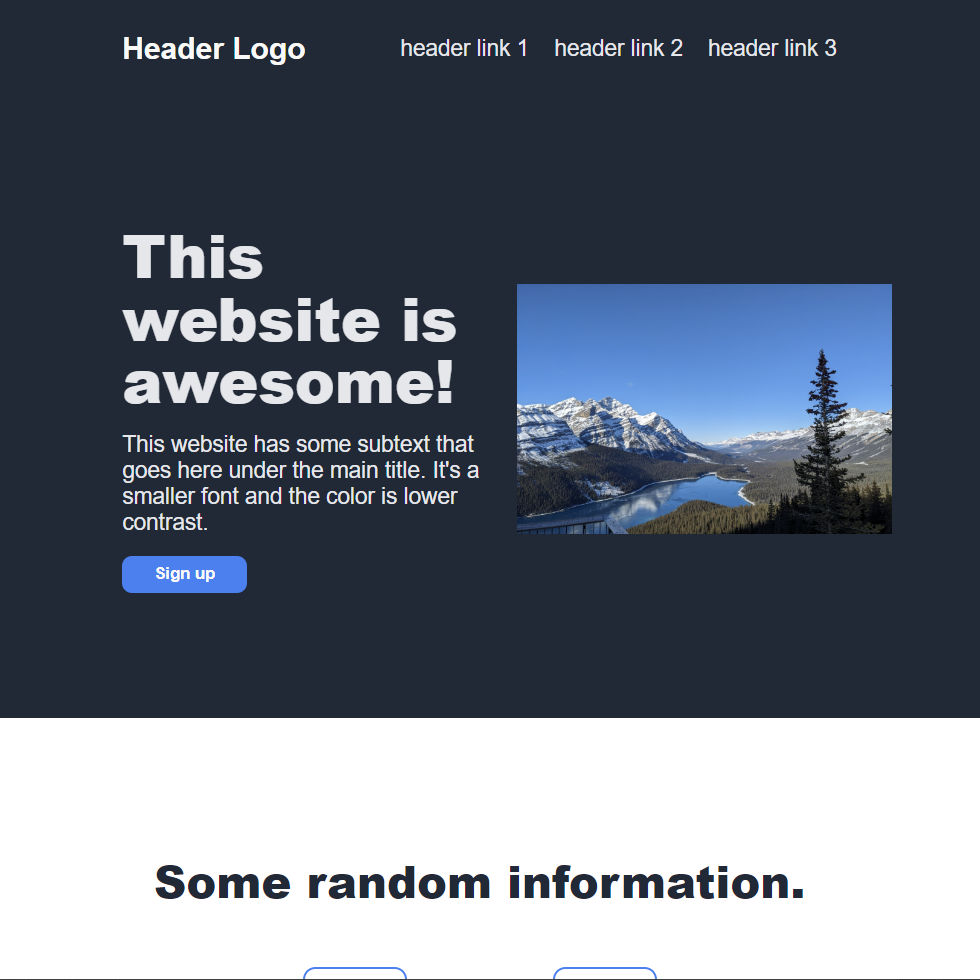 Header Logo
header link 1
header link 2
header link 3
This
website is
awesome!
This website has some subtext that
goes here under the main title. It's a
smaller font and the color is lower
contrast.
Sign up
Some random information.